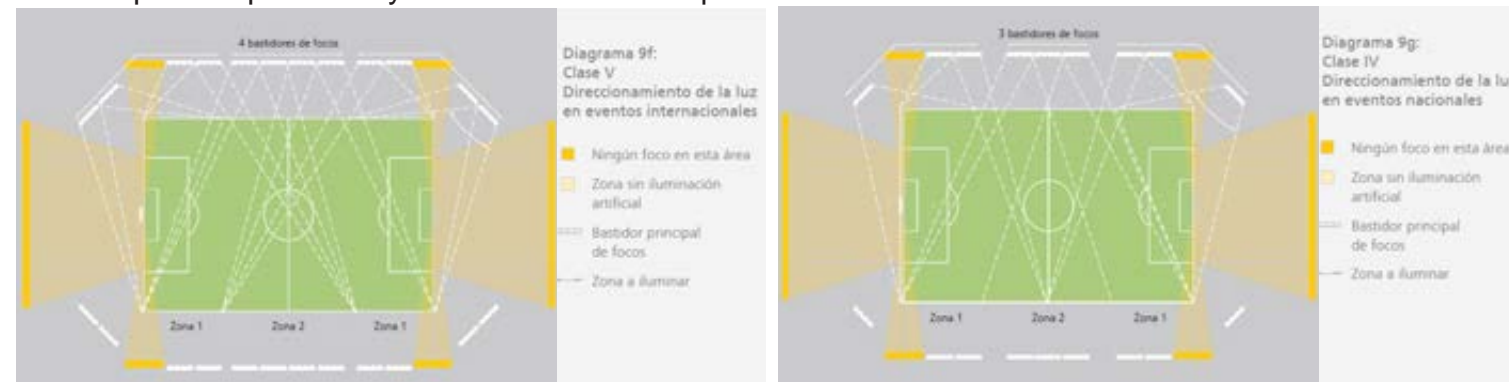 4 bastidores de focos
Zona 1
Zona 2
Zona 1
Diagrama 9f:
Clase V
Direccionamiento de la luz
en eventos internacionales
Ningún foco en esta área
Zona sin iluminación
artificial
Bastidor principal
de focos
Zona a iluminar
3 bastidores de focos
Zona 1
Zona 2
Zona 1
Diagrama 9g:
Clase IV
Direccionamiento de la lu
en eventos nacionales
Ningún foco en esta área
Zona sin iluminación
artificial
Bastidor principal
de focos
Zona a iluminar